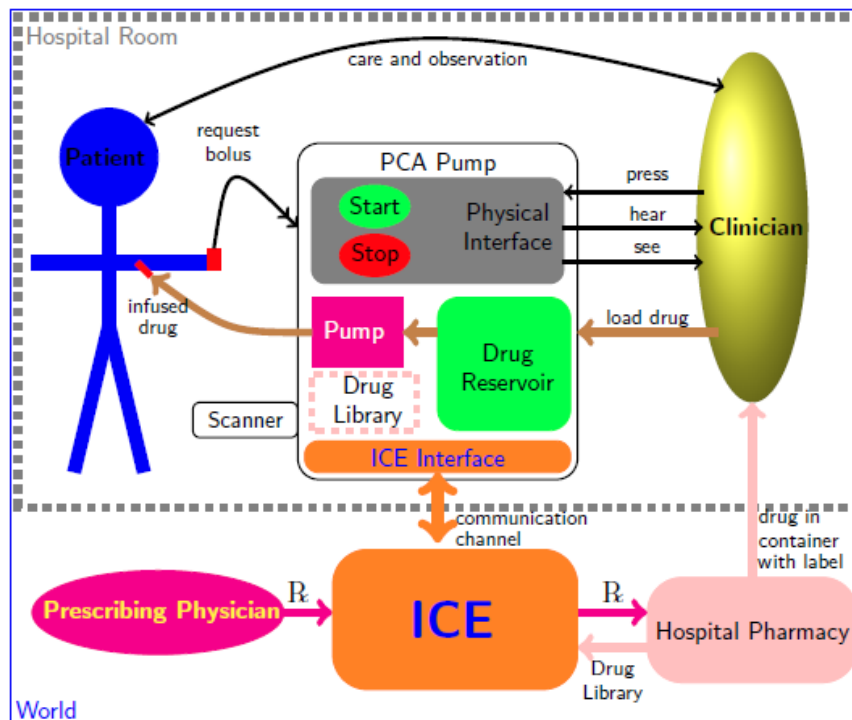 Hospital Room
care and observation
Patient
request
bolus
PCA Pump
Start
Stop
Physical
Interface
press
hear
see
Clinician
infused
drug
Pump
Drug
Reservoir
load drug
Drug
Library
Scanner
ICE Interface
communication
channel
drug in
container
with label
Prescribing Physician
℞
ICE
℞
Hospital Pharmacy
Drug
Library
World